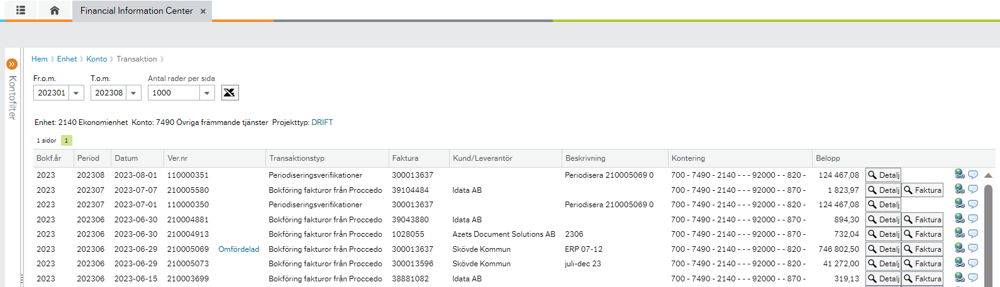 Financial Information Center ×
Hem Enhet Konto Transaktion
Kontofilter
Fr.o.m. T.o.m. Antal rader per sida
202301 202308 1000
Enhet: 2140 Ekonomienhet Konto: 7490 Övriga främmande tjänster Projekttyp: DRIFT
1 sidor 1
Bokf.år Period Datum Ver.nr Transaktionstyp Faktura Kund/Leverantör Beskrivning Kontering Belopp
2023 202308 2023-08-01 110000351 Periodiseringsverifikationer 300013637 Periodisera 210005069 0 700 - 7490 - 2140 - - - 92000 - - 820 - 124 467,08 Detalj
2023 202307 2023-07-07 210005580 Bokföring fakturor från Proccedo 39104484 Idata AB 700 - 7490 - 2140 - - - 92000 - - 870 - 1 823,97 Detalj Faktura
2023 202307 2023-07-01 110000350 Periodiseringsverifikationer 300013637 Periodisera 210005069 0 700 - 7490 - 2140 - - - 92000 - - 820 - 124 467,08 Detalj
2023 202306 2023-06-30 210004881 Bokföring fakturor från Proccedo 39043880 Idata AB 700 - 7490 - 2140 - - - 92000 - - 870 - 894,30 Detalj Faktura
2023 202306 2023-06-30 210004913 Bokföring fakturor från Proccedo 1028055 Azets Document Solutions AB 2306 700 - 7490 - 2140 - - - 92000 - - 870 - 732,04 Detalj Faktura
2023 202306 2023-06-29 210005069 Omfördelad Bokföring fakturor från Proccedo 300013637 Skövde Kommun ERP 07-12 700 - 7490 - 2140 - - - 92000 - - 820 - 746 802,50 Detalj Faktura
2023 202306 2023-06-29 210005073 Bokföring fakturor från Proccedo 300013596 Skövde Kommun juli-dec 23 700 - 7490 - 2140 - - - 92000 - - 820 - 41 272,00 Detalj Faktura
2023 202306 2023-06-15 210003699 Bokföring fakturor från Proccedo 38881082 Idata AB 700 - 7490 - 2140 - - - 92000 - - 870 - 319,13 Detalj Faktura